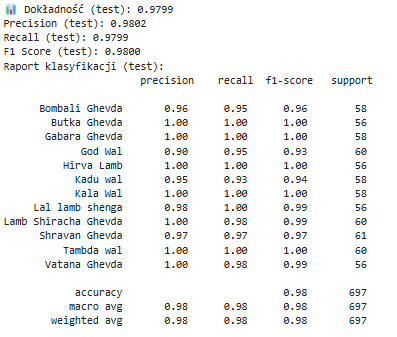 📊 Dokładność (test): 0.9799
Precision (test): 0.9802
Recall (test): 0.9799
F1 Score (test): 0.9800
Raport klasyfikacji (test):
precision recall f1-score support
Bombali Ghevda 0.96 0.95 0.96 58
Butka Ghevda 1.00 1.00 1.00 56
Gabara Ghevda 1.00 1.00 1.00 58
God Wal 0.90 0.95 0.93 60
Hirva Lamb 1.00 1.00 1.00 56
Kadu wal 0.95 0.93 0.94 58
Kala Wal 1.00 1.00 1.00 58
Lal lamb shenga 0.98 1.00 0.99 56
Lamb Shiracha Ghevda 1.00 0.98 0.99 60
Shravan Ghevda 0.97 0.97 0.97 61
Tambda wal 1.00 1.00 1.00 60
Vatana Ghevda 1.00 0.98 0.99 56
accuracy 0.98 697
macro avg 0.98 0.98 0.98 697
weighted avg 0.98 0.98 0.98 697